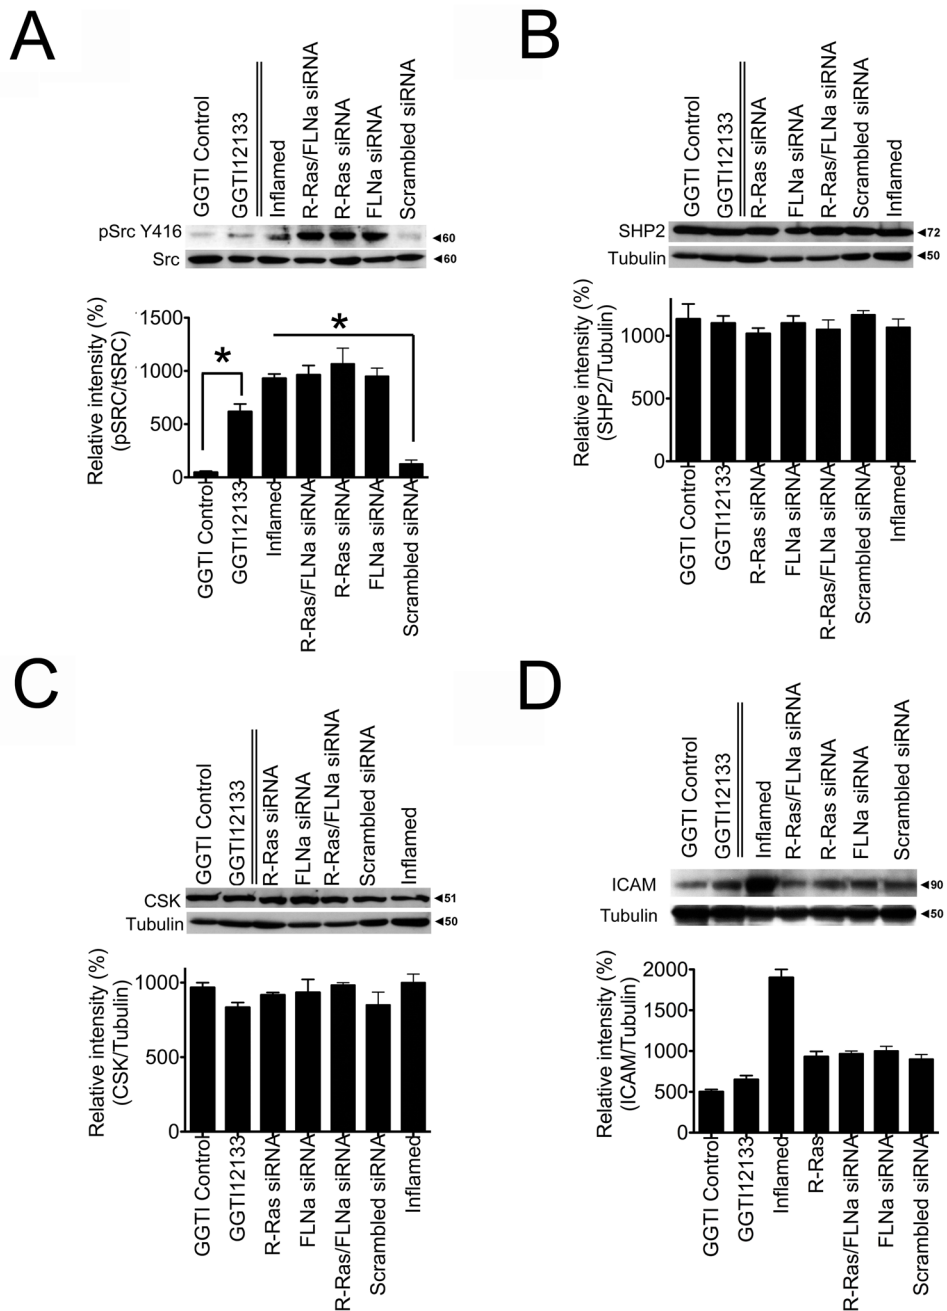 A
GGTI Control
GGTI12133
Inflamed
R-Ras/FLNa siRNA
R-Ras siRNA
FLNa siRNA
Scrambled siRNA
pSrc Y416
◄60
Src
◄60
Relative intensity (%)
(pSRC/tSRC)
1500
1000
500
0
*
*
GGTI Control
GGTI12133
Inflamed
R-Ras/FLNa siRNA
R-Ras siRNA
FLNa siRNA
Scrambled siRNA
B
GGTI Control
GGTI12133
R-Ras siRNA
FLNa siRNA
R-Ras/FLNa siRNA
Scrambled siRNA
Inflamed
SHP2
◄72
Tubulin
◄50
Relative intensity (%)
(SHP2/Tubulin)
1000
500
0
GGTI Control
GGTI12133
R-Ras siRNA
FLNa siRNA
R-Ras/FLNa siRNA
Scrambled siRNA
Inflamed
C
GGTI Control
GGTI12133
R-Ras siRNA
FLNa siRNA
R-Ras/FLNa siRNA
Scrambled siRNA
Inflamed
CSK
◄51
Tubulin
◄50
Relative intensity (%)
(CSK/Tubulin)
1000
500
0
GGTI Control
GGTI12133
R-Ras siRNA
FLNa siRNA
R-Ras/FLNa siRNA
Scrambled siRNA
Inflamed
D
GGTI Control
GGTI12133
Inflamed
R-Ras/FLNa siRNA
R-Ras siRNA
FLNa siRNA
Scrambled siRNA
ICAM
◄90
Tubulin
◄50
Relative intensity (%)
(ICAM/Tubulin)
2000
1500
1000
500
0
GGTI Control
GGTI12133
Inflamed
R-Ras
R-Ras/FLNa siRNA
FLNa siRNA
Scrambled siRNA